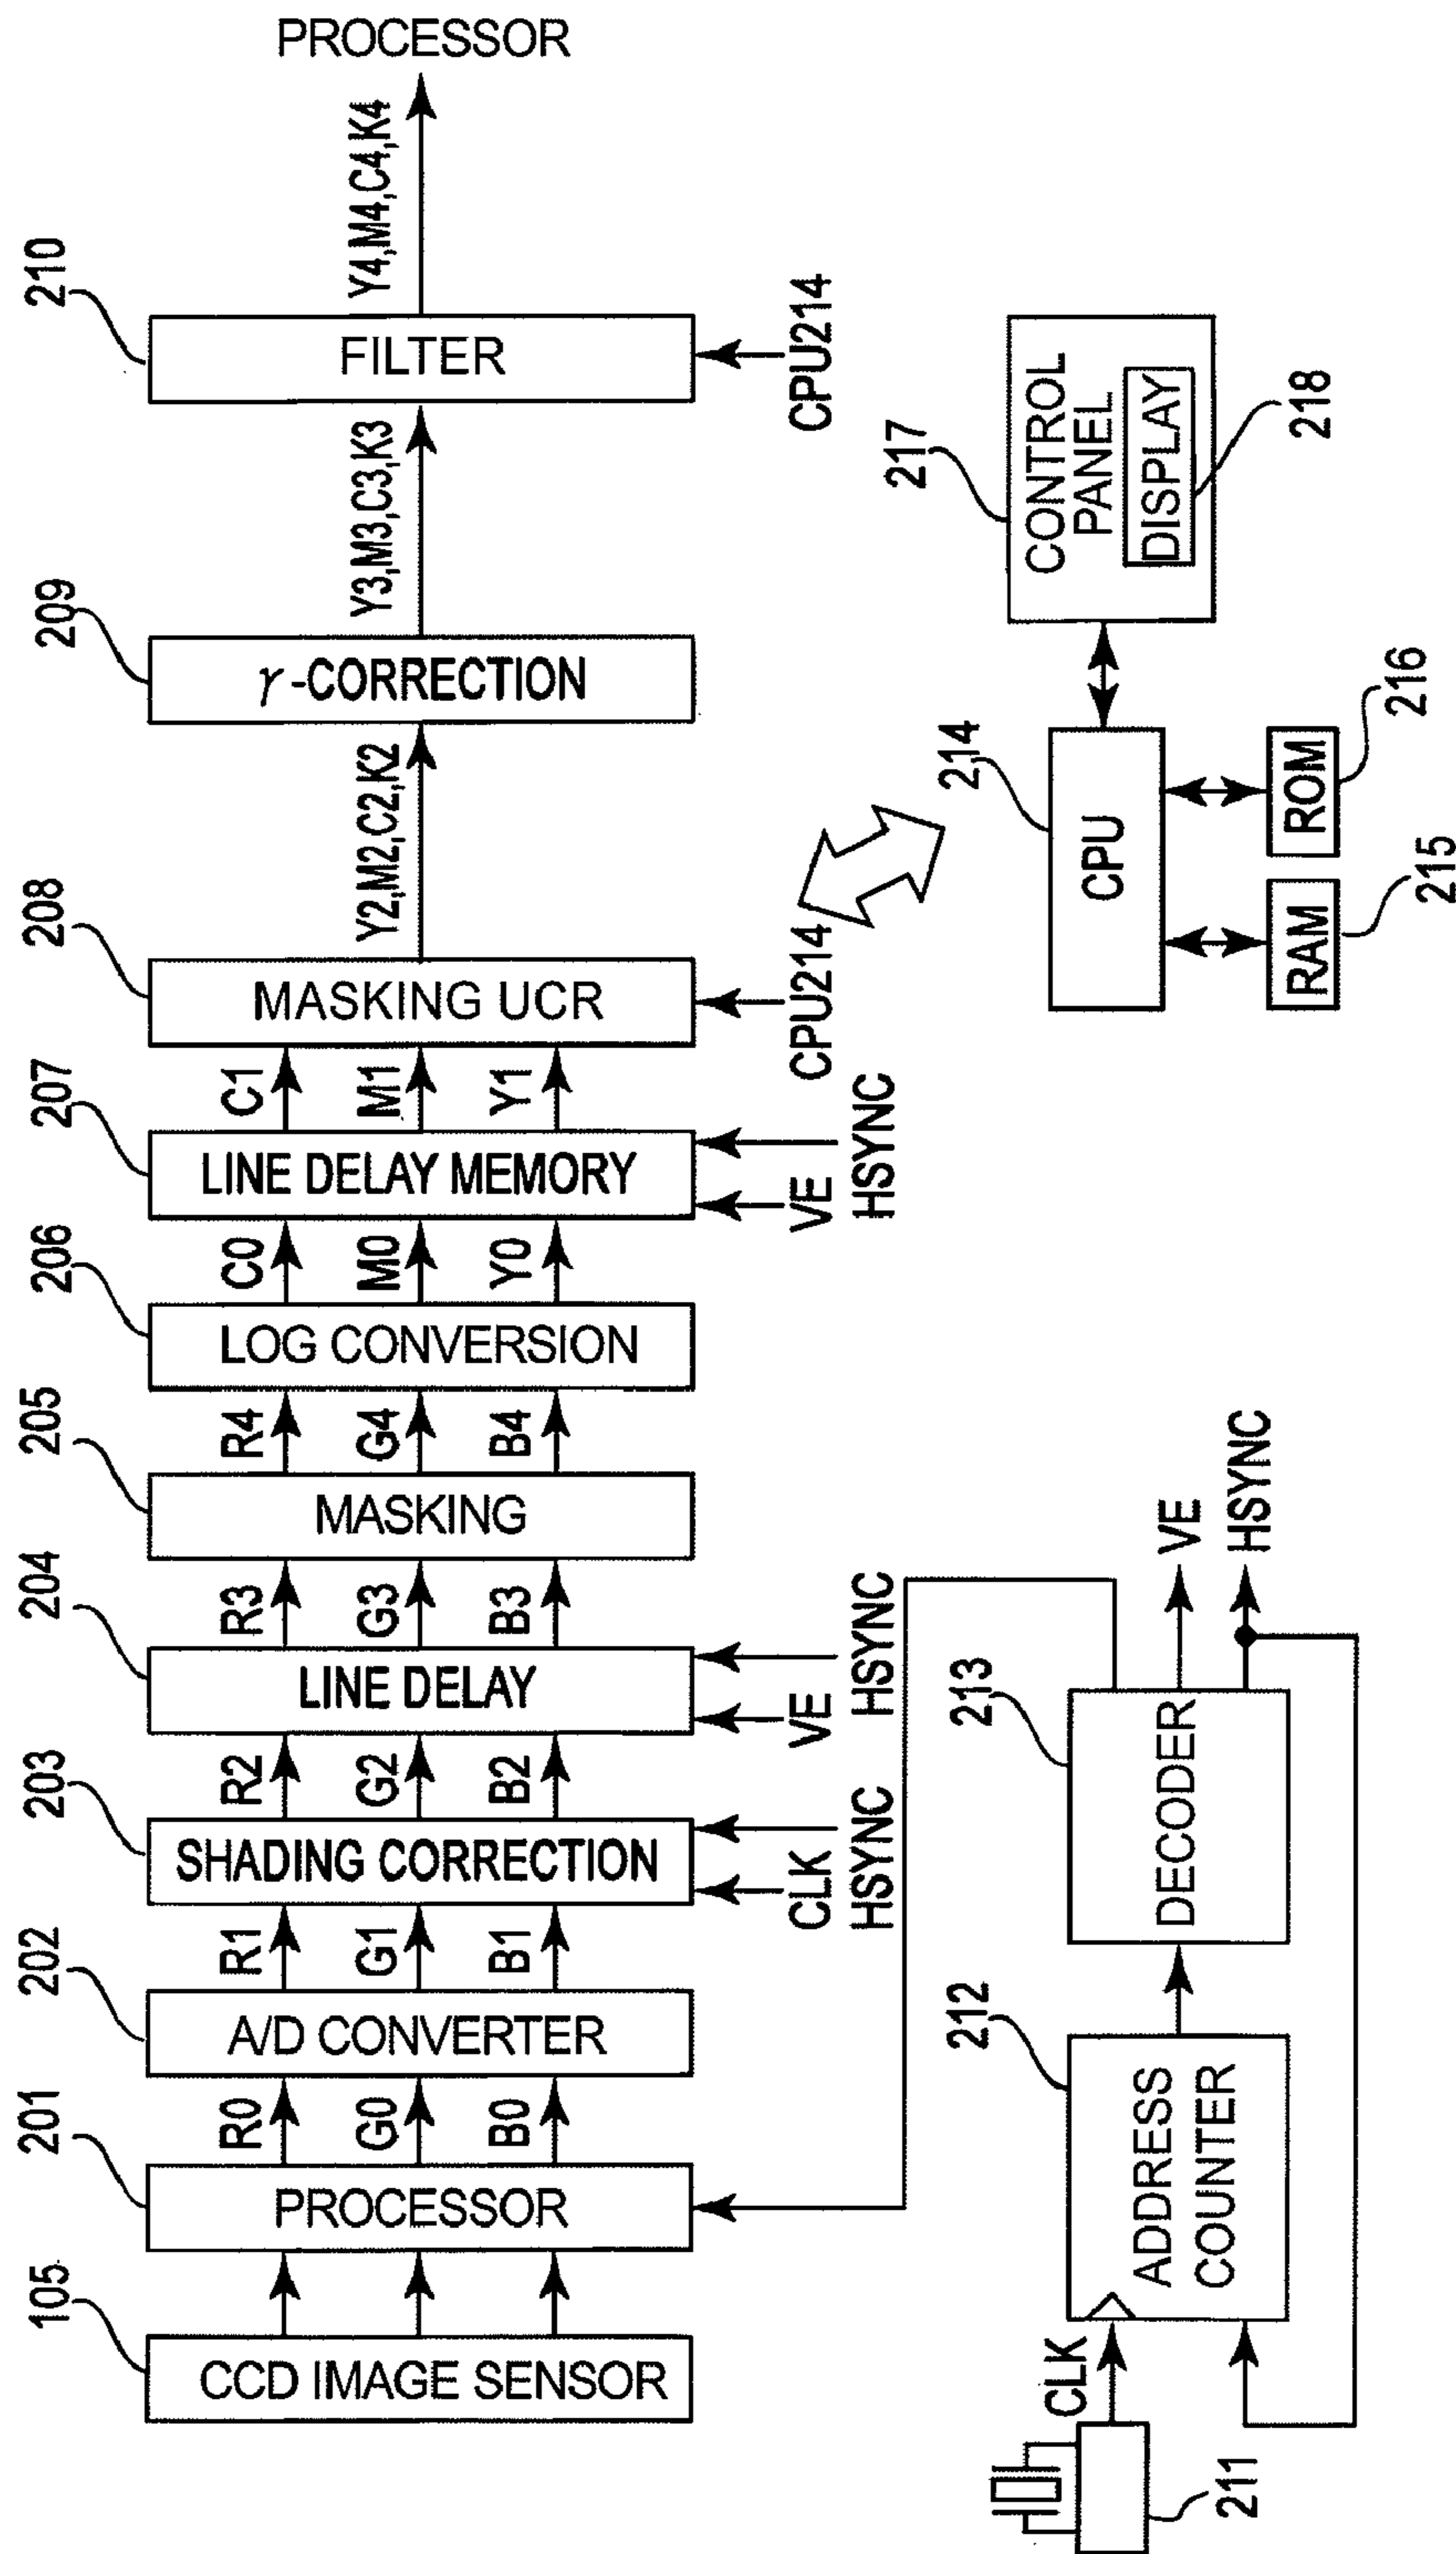 105
CCD IMAGE SENSOR
201
PROCESSOR
R0
G0
B0
202
A/D CONVERTER
R1
G1
B1
203
SHADING CORRECTION
CLK
HSYNC
R2
G2
B2
204
LINE DELAY
VE
HSYNC
R3
G3
B3
205
MASKING
R4
G4
B4
206
LOG CONVERSION
C0
M0
Y0
207
LINE DELAY MEMORY
VE
HSYNC
C1
M1
Y1
208
MASKING UCR
CPU214
Y2,M2,C2,K2
209
γ-CORRECTION
Y3,M3,C3,K3
210
FILTER
CPU214
Y4,M4,C4,K4
PROCESSOR
211
CLK
212
ADDRESS
COUNTER
213
DECODER
VE
HSYNC
214
CPU
RAM
215
ROM
216
217
CONTROL
PANEL
DISPLAY
218